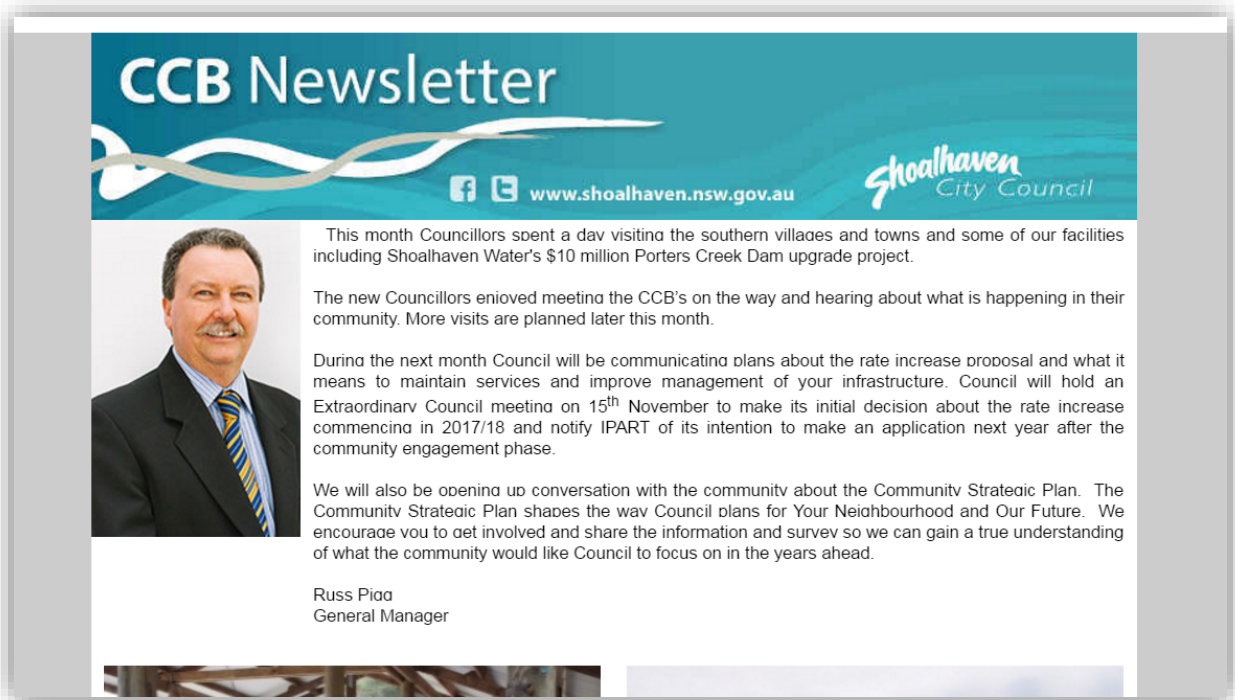 CCB Newsletter
www.shoalhaven.nsw.gov.au
Shoalhaven
City Council
This month Councillors spent a day visiting the southern villages and towns and some of our facilities
including Shoalhaven Water's $10 million Porters Creek Dam upgrade project.
The new Councillors enjoyed meeting the CCB's on the way and hearing about what is happening in their
community. More visits are planned later this month.
During the next month Council will be communicating plans about the rate increase proposal and what it
means to maintain services and improve management of your infrastructure. Council will hold an
Extraordinary Council meeting on 15th November to make its initial decision about the rate increase
commencing in 2017/18 and notify IPART of its intention to make an application next year after the
community engagement phase.
We will also be opening up conversation with the community about the Community Strategic Plan. The
Community Strategic Plan shapes the way Council plans for Your Neighbourhood and Our Future. We
encourage you to get involved and share the information and survey so we can gain a true understanding
of what the community would like Council to focus on in the years ahead.
Russ Pigg
General Manager